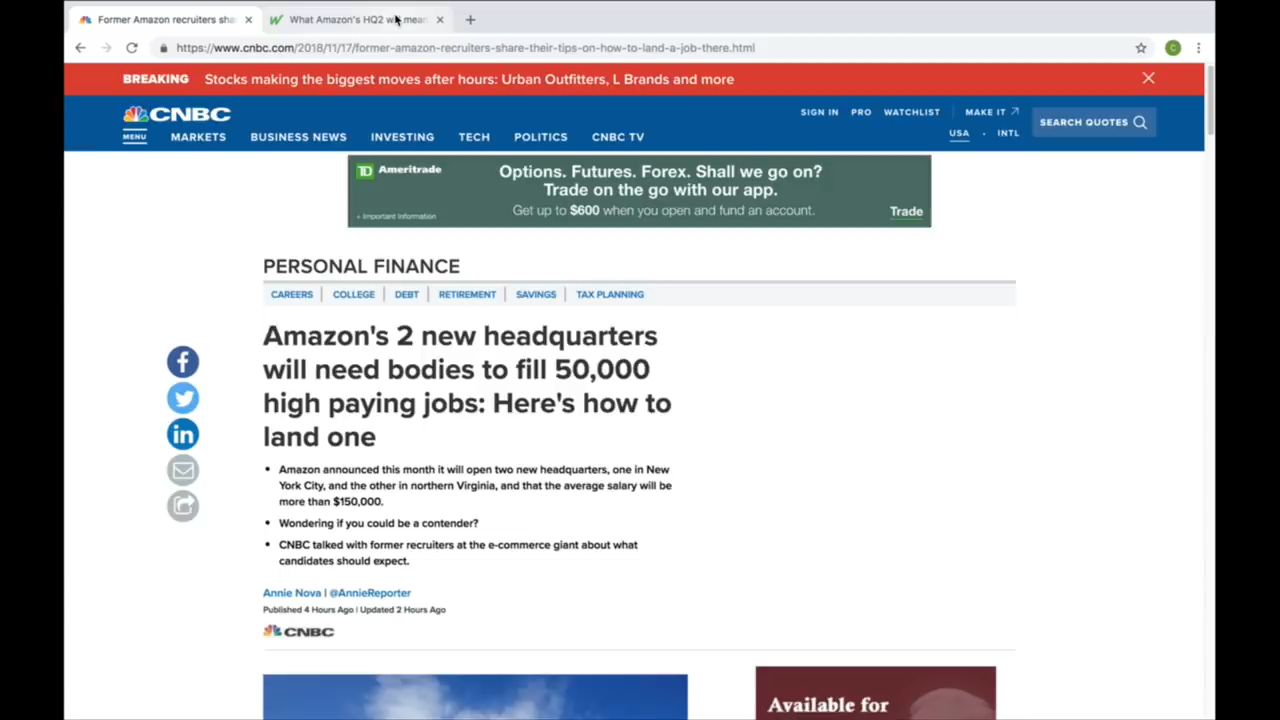 Former Amazon recruiters sha
What Amazon's HQ2 w
https://www.cnbc.com/2018/11/17/former-amazon-recruiters-share-their-tips-on-how-to-land-a-job-there.html
C
BREAKING Stocks making the biggest moves after hours: Urban Outfitters, L Brands and more
CNBC
SIGN IN PRO WATCHLIST MAKE IT
SEARCH QUOTES
USA · INTL
MENU MARKETS BUSINESS NEWS INVESTING TECH POLITICS CNBC TV
TD Ameritrade
Options. Futures. Forex. Shall we go on?
Trade on the go with our app.
Get up to $600 when you open and fund an account.
+ Important Information
Trade
PERSONAL FINANCE
CAREERS COLLEGE DEBT RETIREMENT SAVINGS TAX PLANNING
Amazon's 2 new headquarters
will need bodies to fill 50,000
high paying jobs: Here's how to
land one
• Amazon announced this month it will open two new headquarters, one in New
York City, and the other in northern Virginia, and that the average salary will be
more than $150,000.
• Wondering if you could be a contender?
• CNBC talked with former recruiters at the e-commerce giant about what
candidates should expect.
Annie Nova | @AnnieReporter
Published 4 Hours Ago | Updated 2 Hours Ago
CNBC
Available for